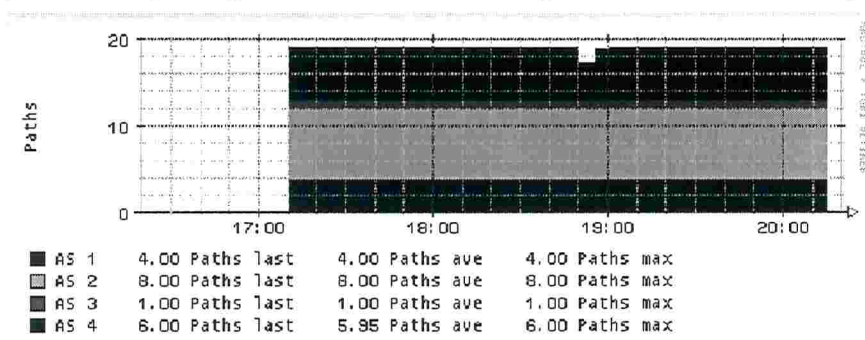 Paths
20
10
0
17:00 18:00 19:00 20:00
AS 1 4.00 Paths last 4.00 Paths ave 4.00 Paths max
AS 2 8.00 Paths last 8.00 Paths ave 8.00 Paths max
AS 3 1.00 Paths last 1.00 Paths ave 1.00 Paths max
AS 4 6.00 Paths last 5.95 Paths ave 6.00 Paths max